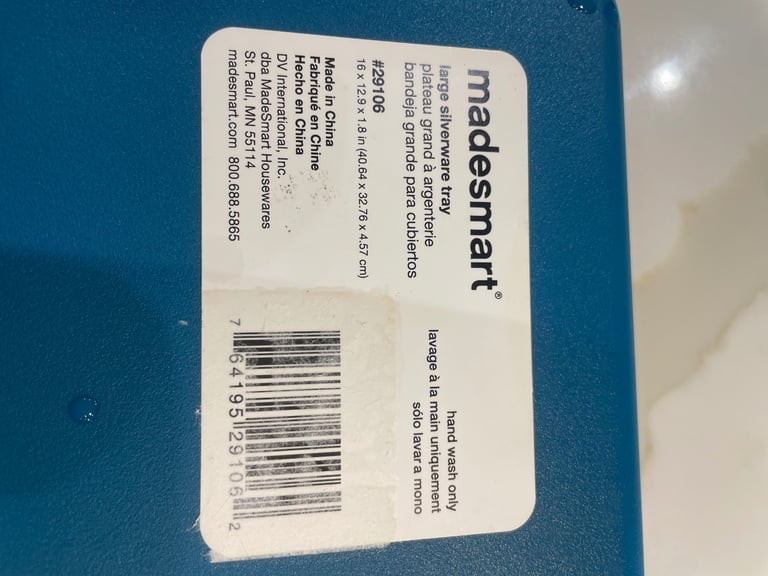 madesmart®
large silverware tray
plateau grand à argenterie
bandeja grande para cubiertos
hand wash only
lavage à la main uniquement
sólo lavar a mono
#29106
16 x 12.9 x 1.8 in (40.64 x 32.76 x 4.57 cm)
Made in China
Fabriqué en Chine
Hecho en China
DV International, Inc.
dba MadeSmart Housewares
St. Paul, MN 55114
madesmart.com 800.688.5865
7 64195 29106 2